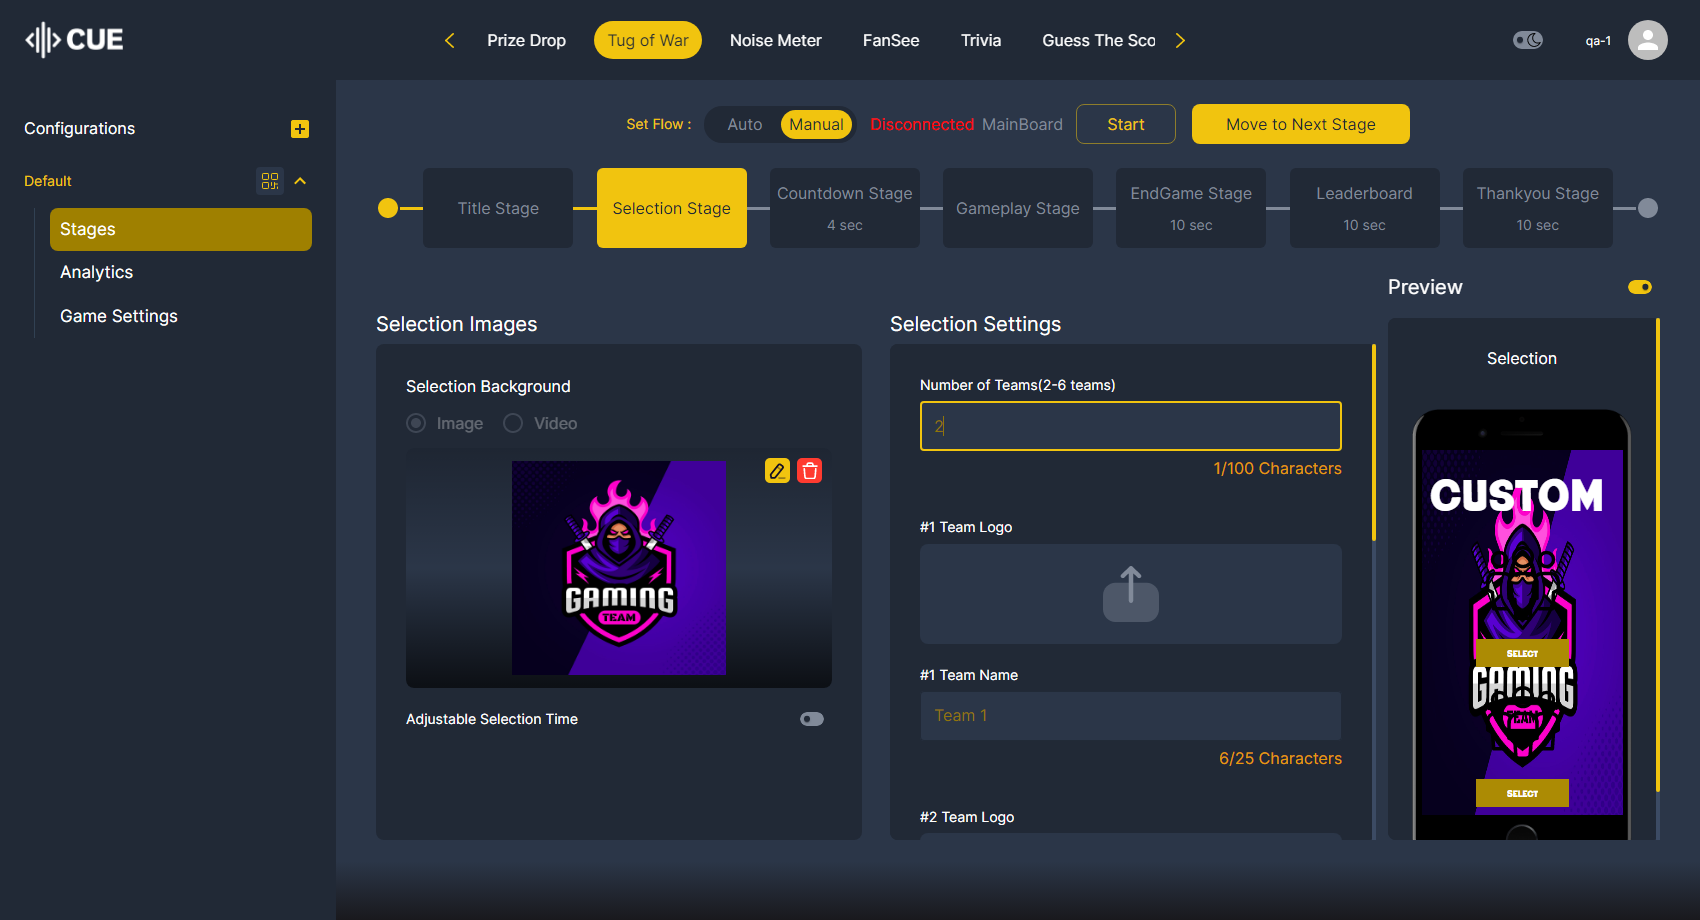 CUE
Prize Drop
Tug of War
Noise Meter
FanSee
Trivia
Guess The Sco
qa-1
Configurations
Default
Stages
Analytics
Game Settings
Set Flow :
Auto
Manual
Disconnected MainBoard
Start
Move to Next Stage
Title Stage
Selection Stage
Countdown Stage
4 sec
Gameplay Stage
EndGame Stage
10 sec
Leaderboard
10 sec
Thankyou Stage
10 sec
Selection Images
Selection Background
Image
Video
GAMING
TEAM
Adjustable Selection Time
Selection Settings
Number of Teams(2-6 teams)
2
1/100 Characters
#1 Team Logo
#1 Team Name
Team 1
6/25 Characters
#2 Team Logo
Preview
Selection
CUSTOM
SELECT
GAMING
TEAM
SELECT